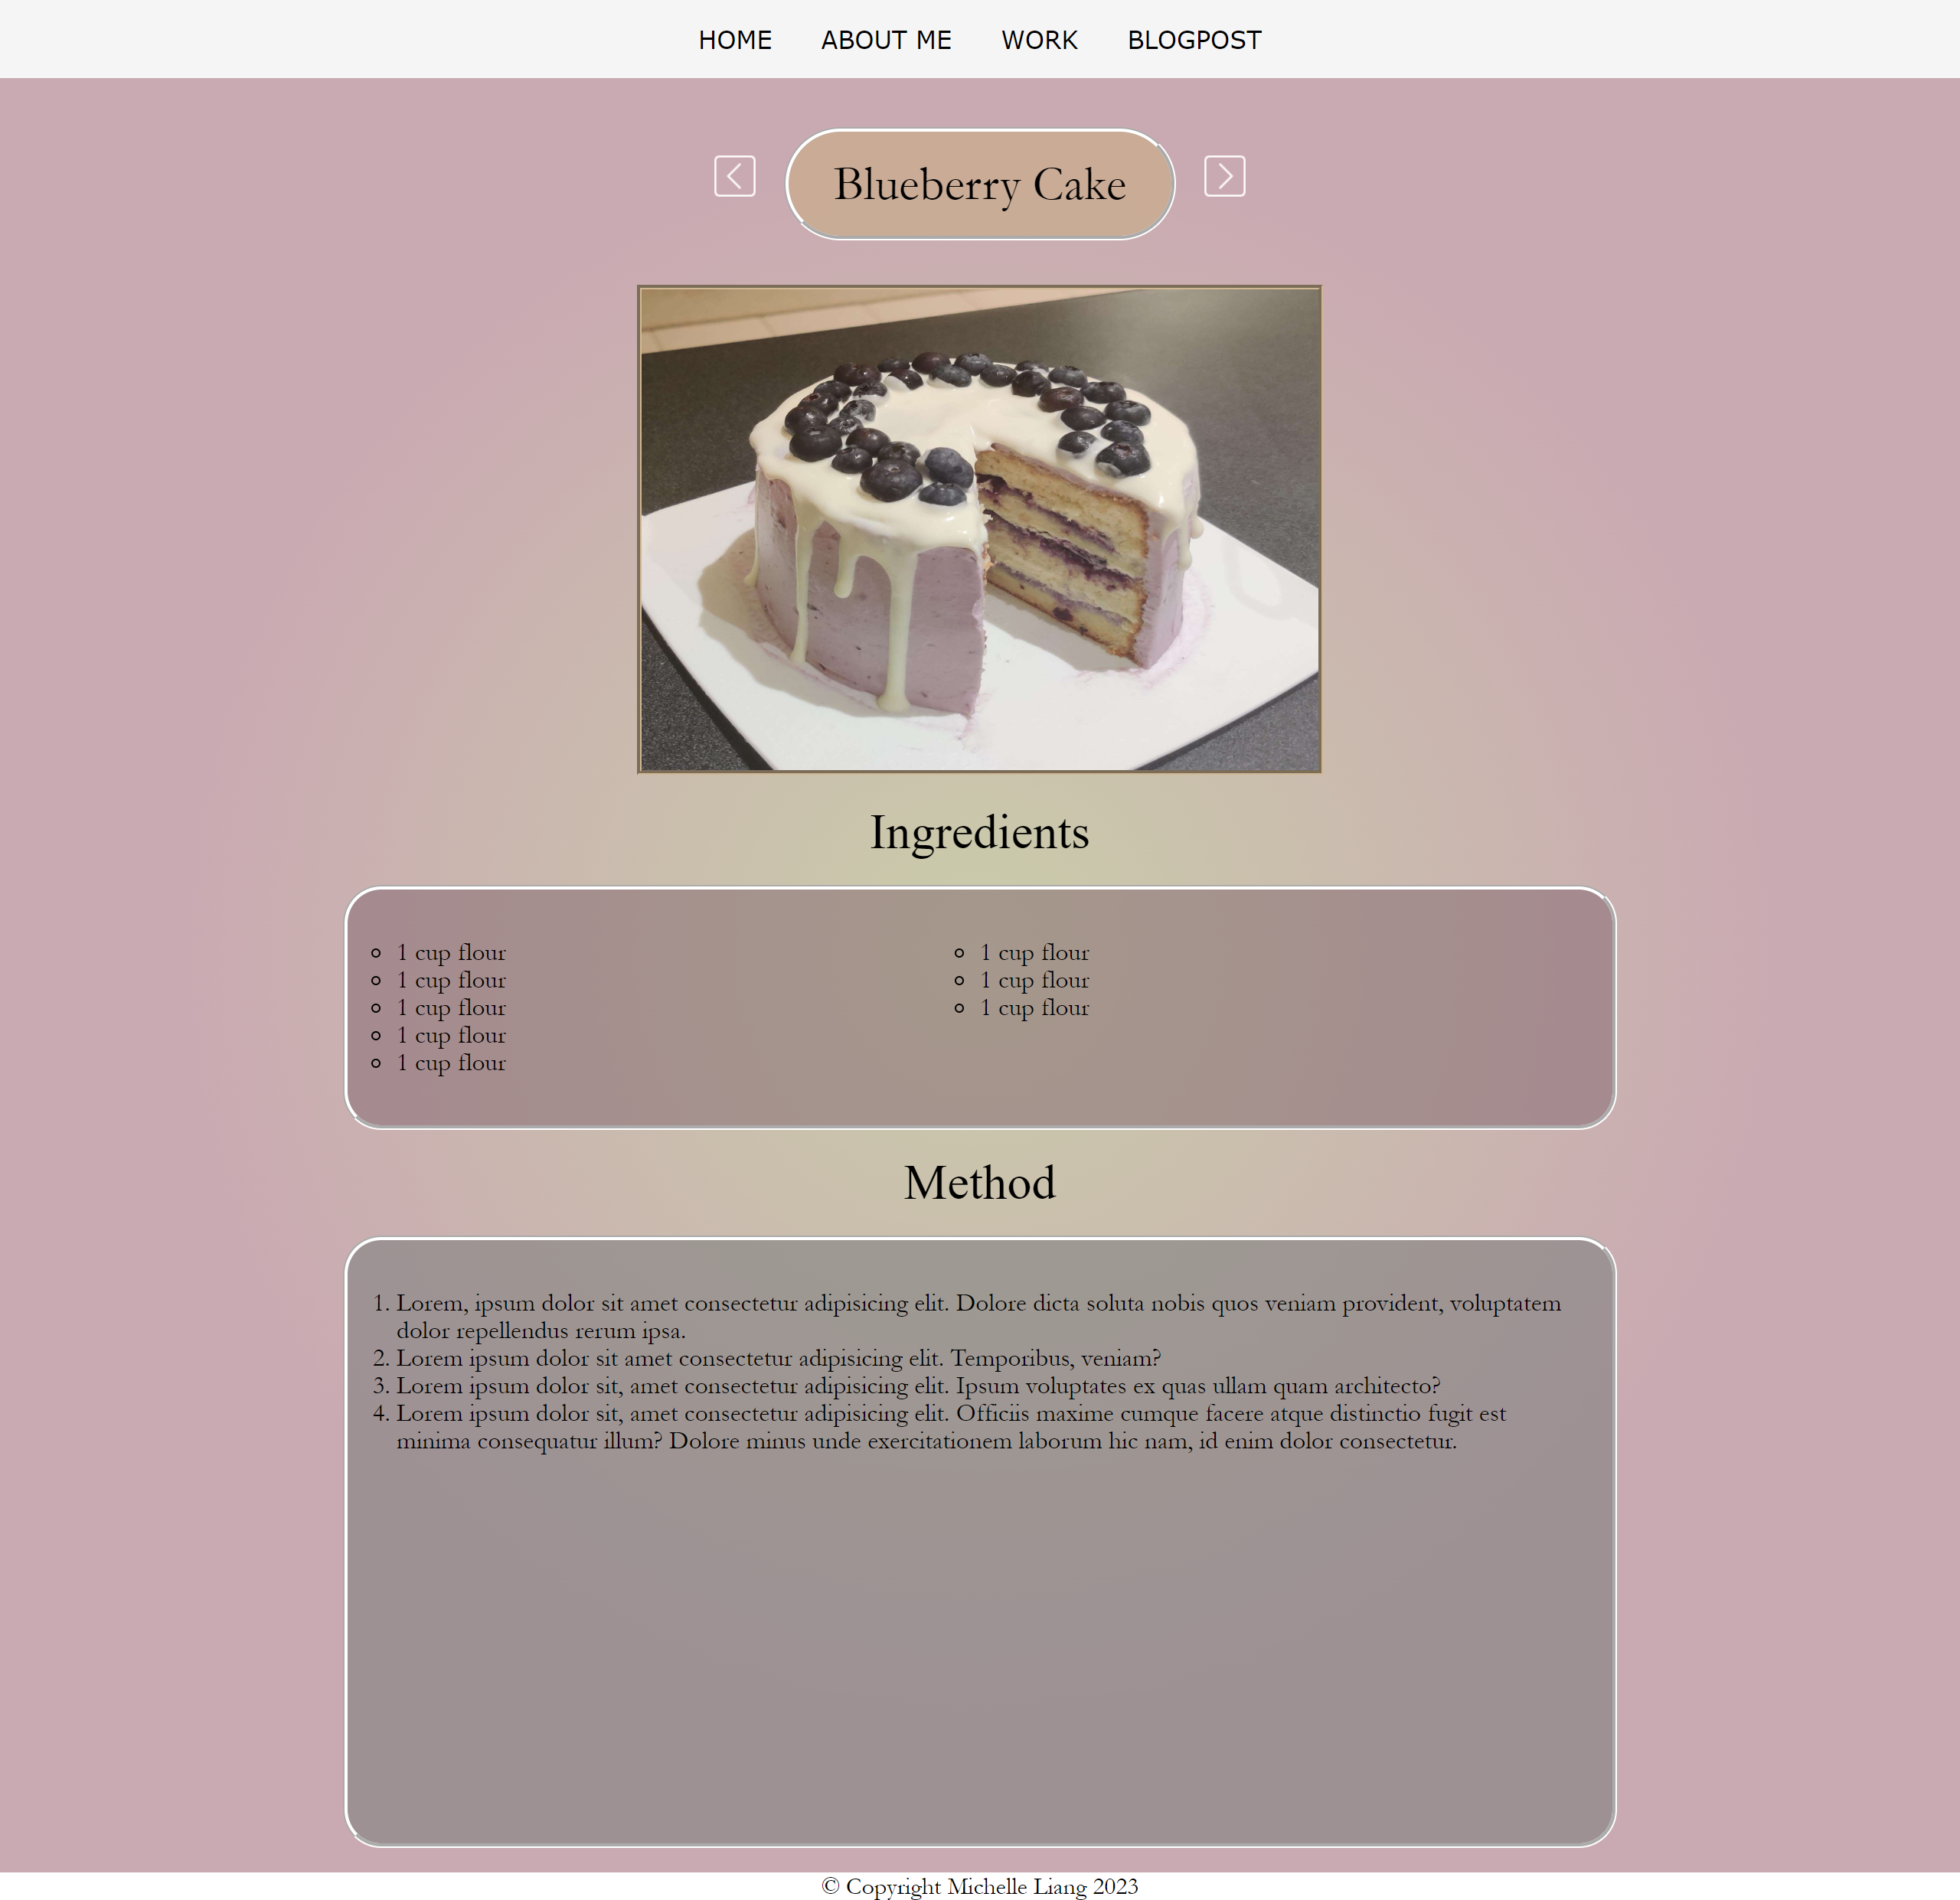 HOME ABOUT ME WORK BLOGPOST
Blueberry Cake
Ingredients
1 cup flour
1 cup flour
1 cup flour
1 cup flour
1 cup flour
1 cup flour
1 cup flour
1 cup flour
Method
1. Lorem, ipsum dolor sit amet consectetur adipisicing elit. Dolore dicta soluta nobis quos veniam provident, voluptatem
dolor repellendus rerum ipsa.
2. Lorem ipsum dolor sit amet consectetur adipisicing elit. Temporibus, veniam?
3. Lorem ipsum dolor sit, amet consectetur adipisicing elit. Ipsum voluptates ex quas ullam quam architecto?
4. Lorem ipsum dolor sit, amet consectetur adipisicing elit. Officiis maxime cumque facere atque distinctio fugit est
minima consequatur illum? Dolore minus unde exercitationem laborum hic nam, id enim dolor consectetur.
© Copyright Michelle Liang 2023